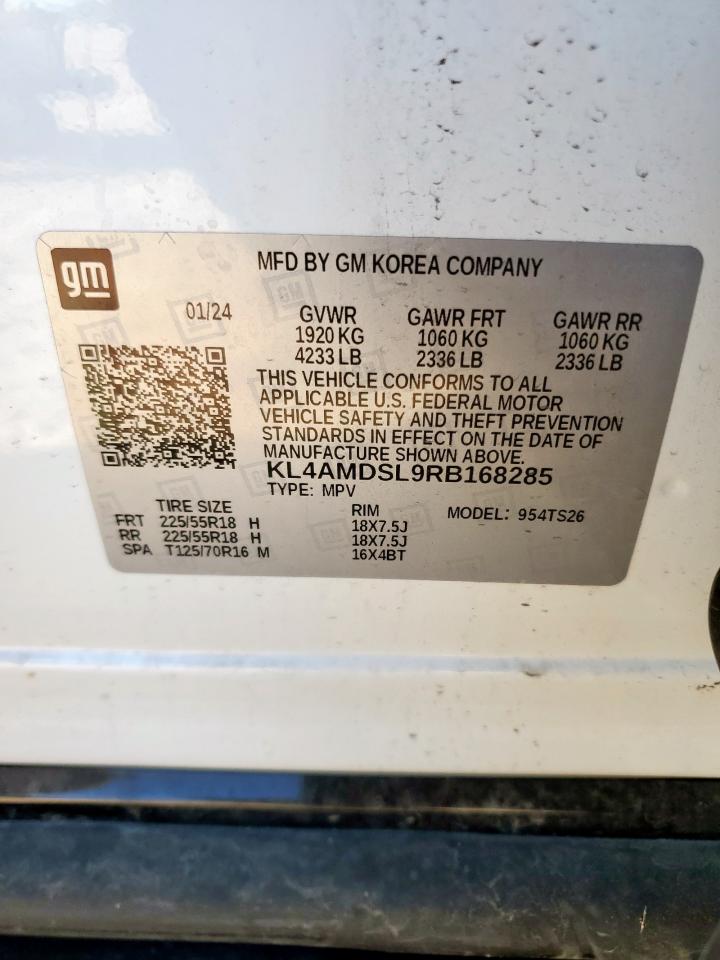 gm
MFD BY GM KOREA COMPANY
01/24
GVWR GAWR FRT GAWR RR
1920 KG 1060 KG 1060 KG
4233 LB 2336 LB 2336 LB
THIS VEHICLE CONFORMS TO ALL
APPLICABLE U.S. FEDERAL MOTOR
VEHICLE SAFETY AND THEFT PREVENTION
STANDARDS IN EFFECT ON THE DATE OF
MANUFACTURE SHOWN ABOVE.
KL4AMDSL9RB168285
TYPE: MPV
TIRE SIZE RIM MODEL: 954TS26
FRT 225/55R18 H 18X7.5J
RR 225/55R18 H 18X7.5J
SPA T125/70R16 M 16X4BT